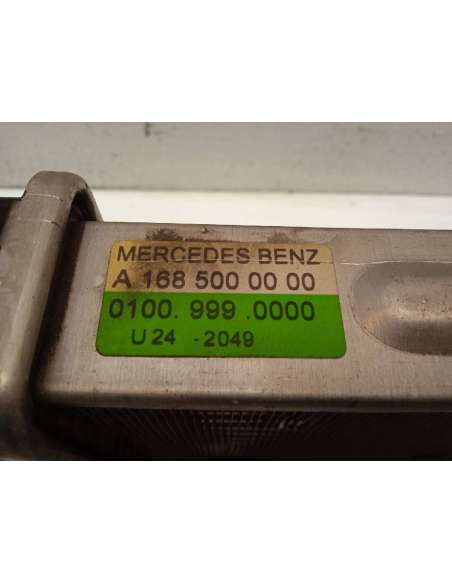 MERCEDES BENZ
A 168 500 00 00
0100. 999 .0000
U 24 - 2049